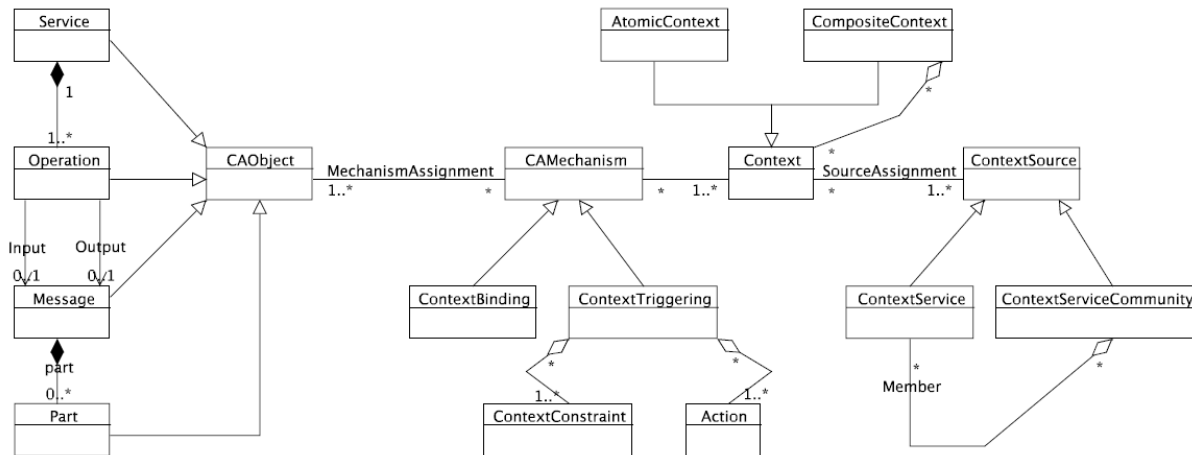 Service
AtomicContext
CompositeContext
1
*
1..*
Operation
CAObject
MechanismAssignment
1..*
*
CAMechanism
*
1..*
Context
*
SourceAssignment
*
1..*
ContextSource
Input
Output
0../1
0../1
Message
ContextBinding
ContextTriggering
ContextService
ContextServiceCommunity
part
0..*
*
*
*
Member
*
1..*
1..*
Part
ContextConstraint
Action